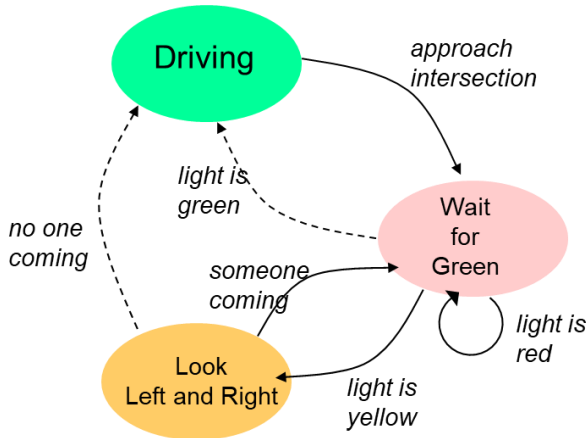 Driving
approach
intersection
light is
green
no one
coming
Wait
for
Green
someone
coming
light is
red
Look
Left and Right
light is
yellow